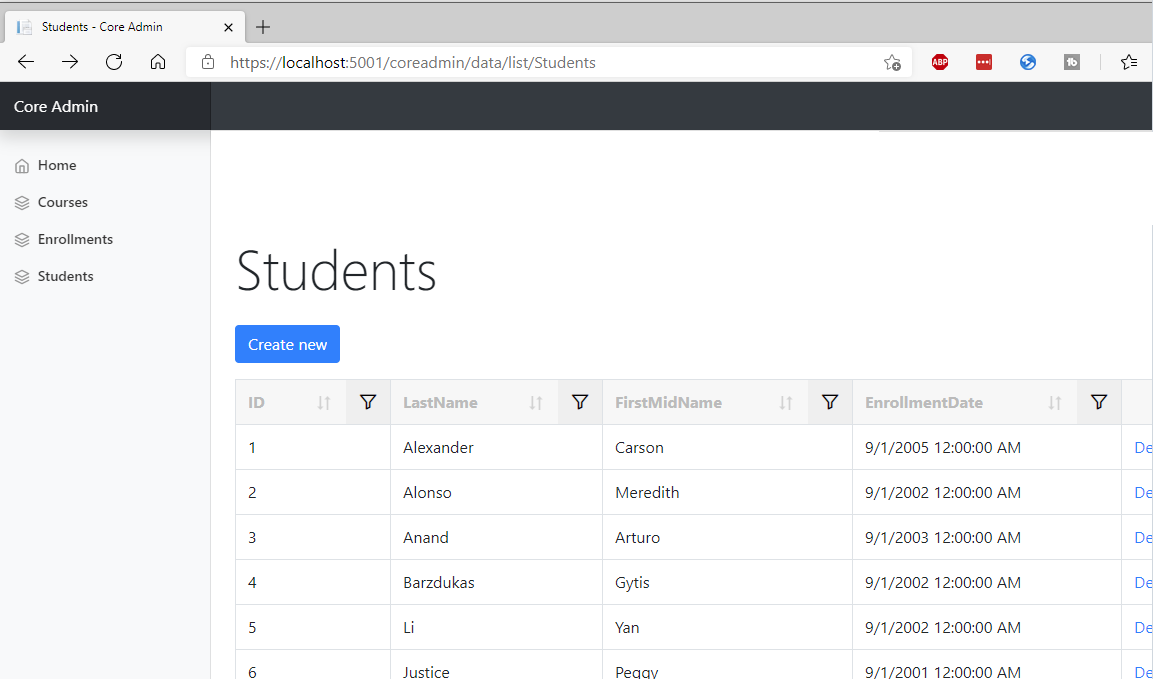 Students - Core Admin
https://localhost:5001/coreadmin/data/list/Students
ABP
Core Admin
Home
Courses
Enrollments
Students
Students
Create new
ID LastName FirstMidName EnrollmentDate
1 Alexander Carson 9/1/2005 12:00:00 AM De
2 Alonso Meredith 9/1/2002 12:00:00 AM De
3 Anand Arturo 9/1/2003 12:00:00 AM De
4 Barzdukas Gytis 9/1/2002 12:00:00 AM De
5 Li Yan 9/1/2002 12:00:00 AM De
6 Justice Peggy 9/1/2001 12:00:00 AM De